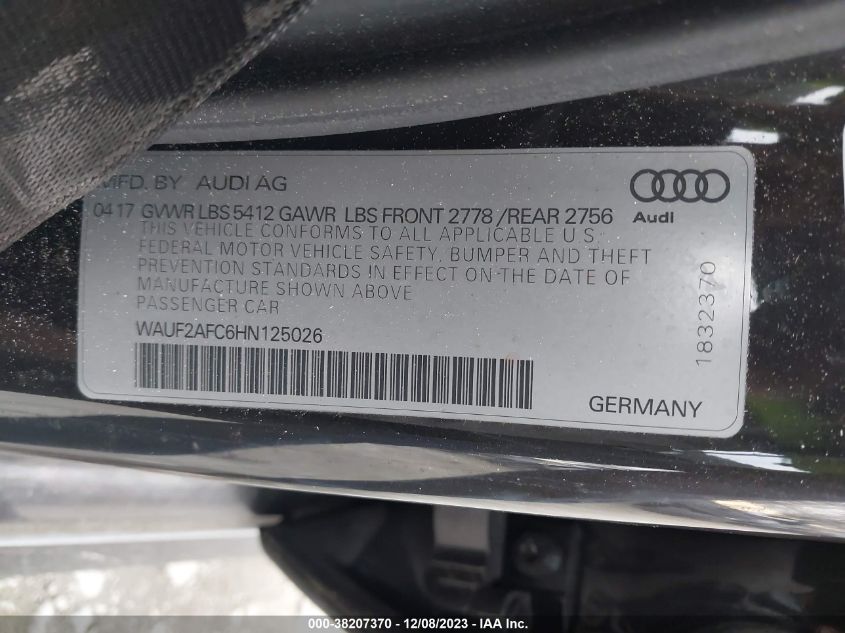 MFD. BY AUDI AG
0417 GVWR LBS 5412 GAWR LBS FRONT 2778 /REAR 2756
Audi
THIS VEHICLE CONFORMS TO ALL APPLICABLE U S
FEDERAL MOTOR VEHICLE SAFETY, BUMPER AND THEFT
PREVENTION STANDARDS IN EFFECT ON THE DATE OF
MANUFACTURE SHOWN ABOVE
PASSENGER CAR
WAUF2AFC6HN125026
1832370
GERMANY
000-38207370 - 12/08/2023 - IAA Inc.